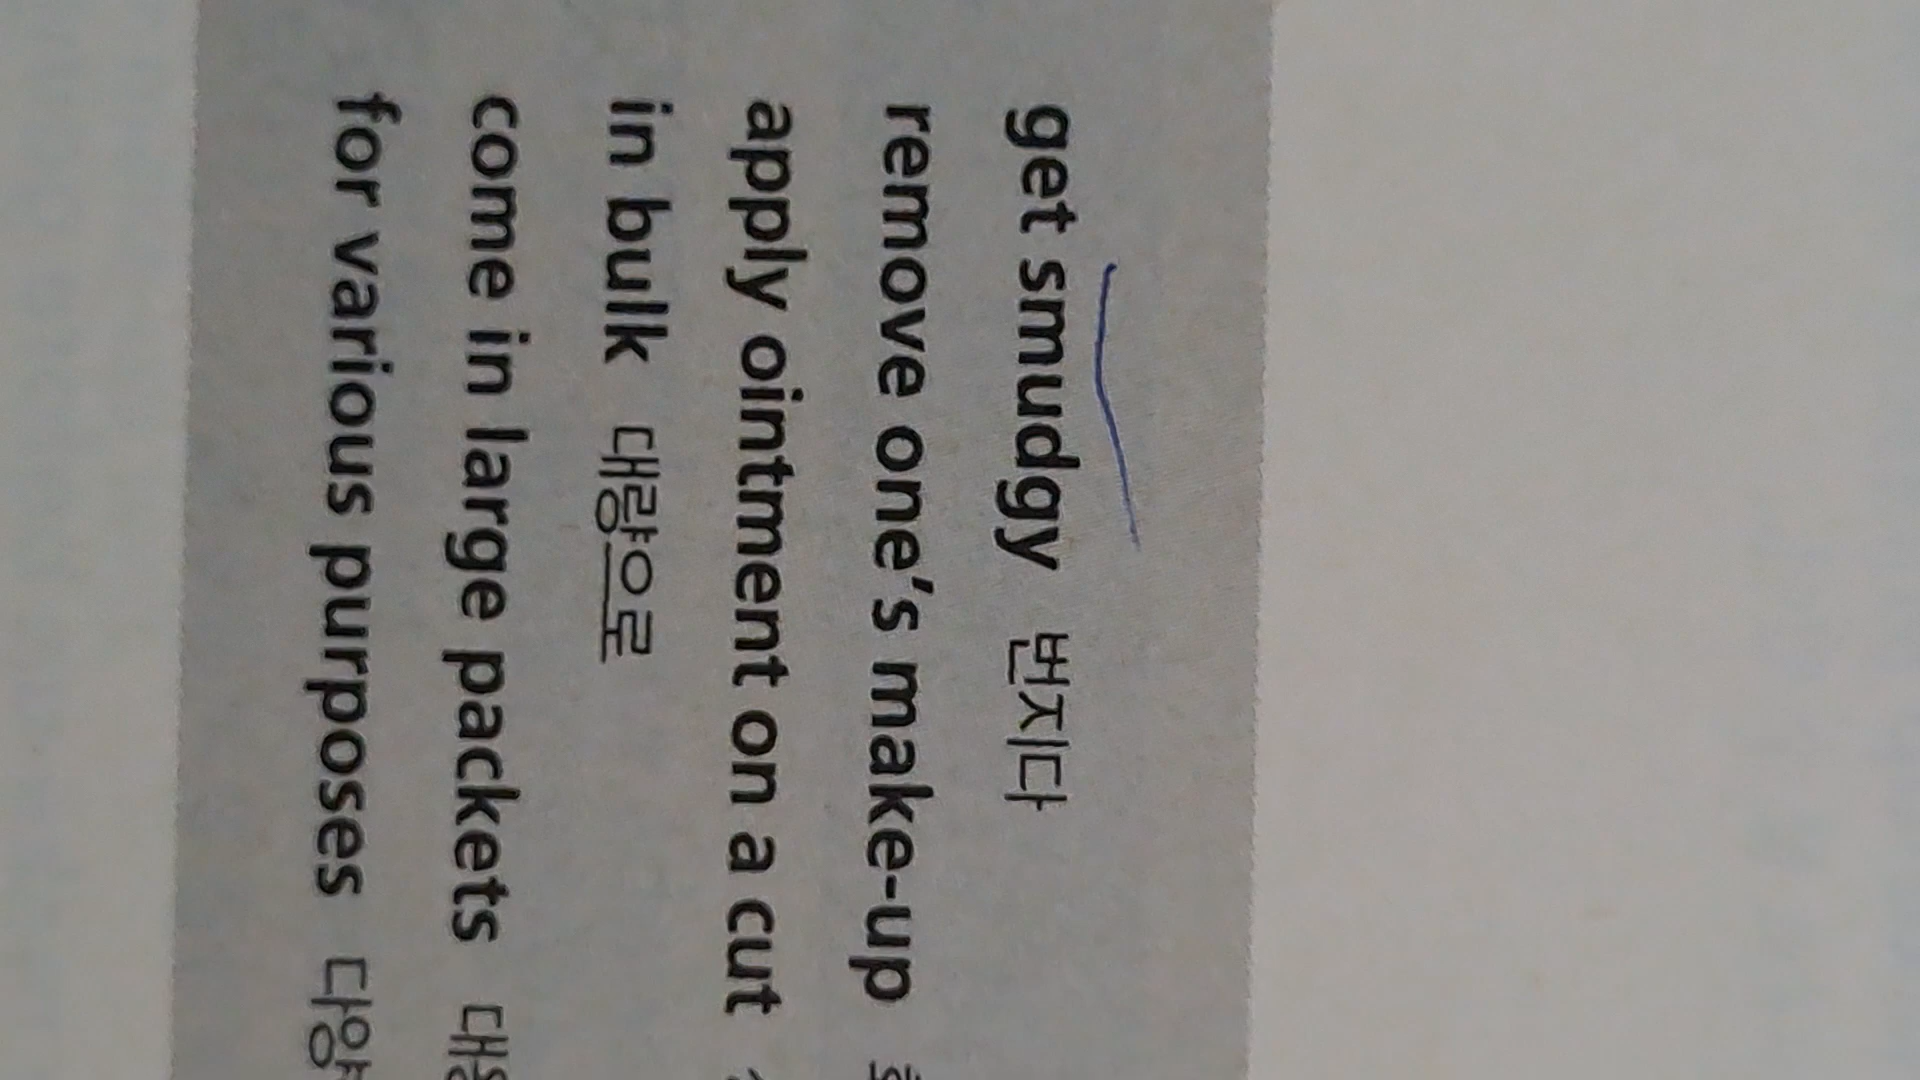 get smudgy 번지다
remove one's make-up
apply ointment on a cut
in bulk 대량으로
come in large packets
for various purposes